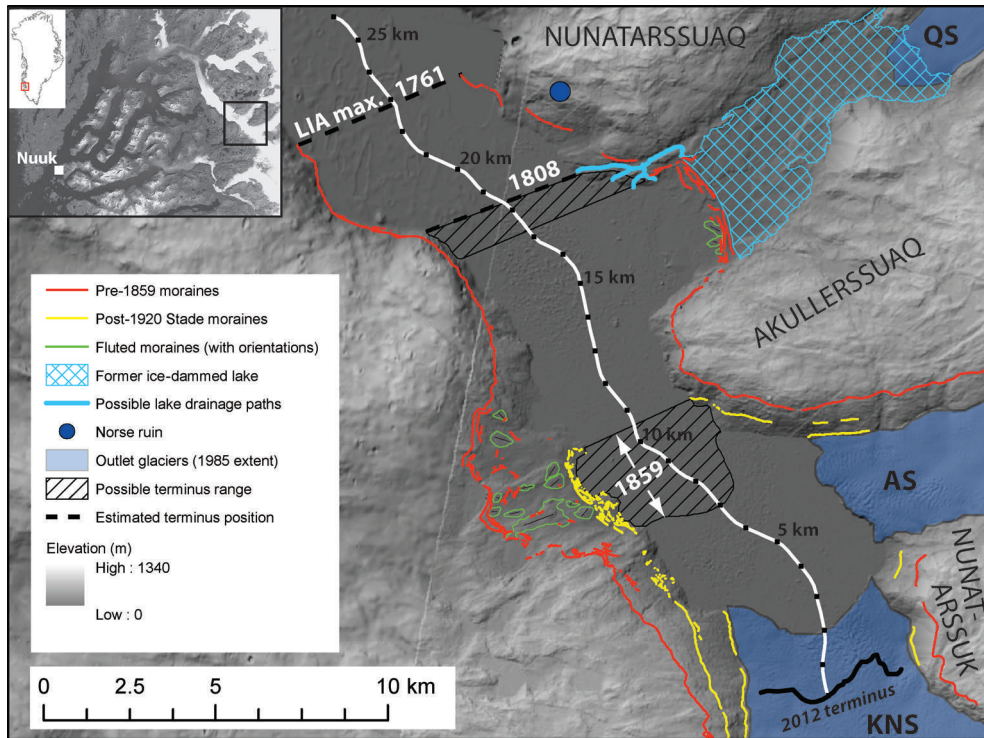 Nuuk
25 km
NUNATARSSUAQ
QS
LIA max. 1761
20 km
1808
15 km
AKULLERSSUAQ
10 km
1859
AS
5 km
NUNAT-
ARSSUK
2012 terminus
KNS
Pre-1859 moraines
Post-1920 Stade moraines
Fluted moraines (with orientations)
Former ice-dammed lake
Possible lake drainage paths
Norse ruin
Outlet glaciers (1985 extent)
Possible terminus range
Estimated terminus position
Elevation (m)
High : 1340
Low : 0
0 2.5 5 10 km